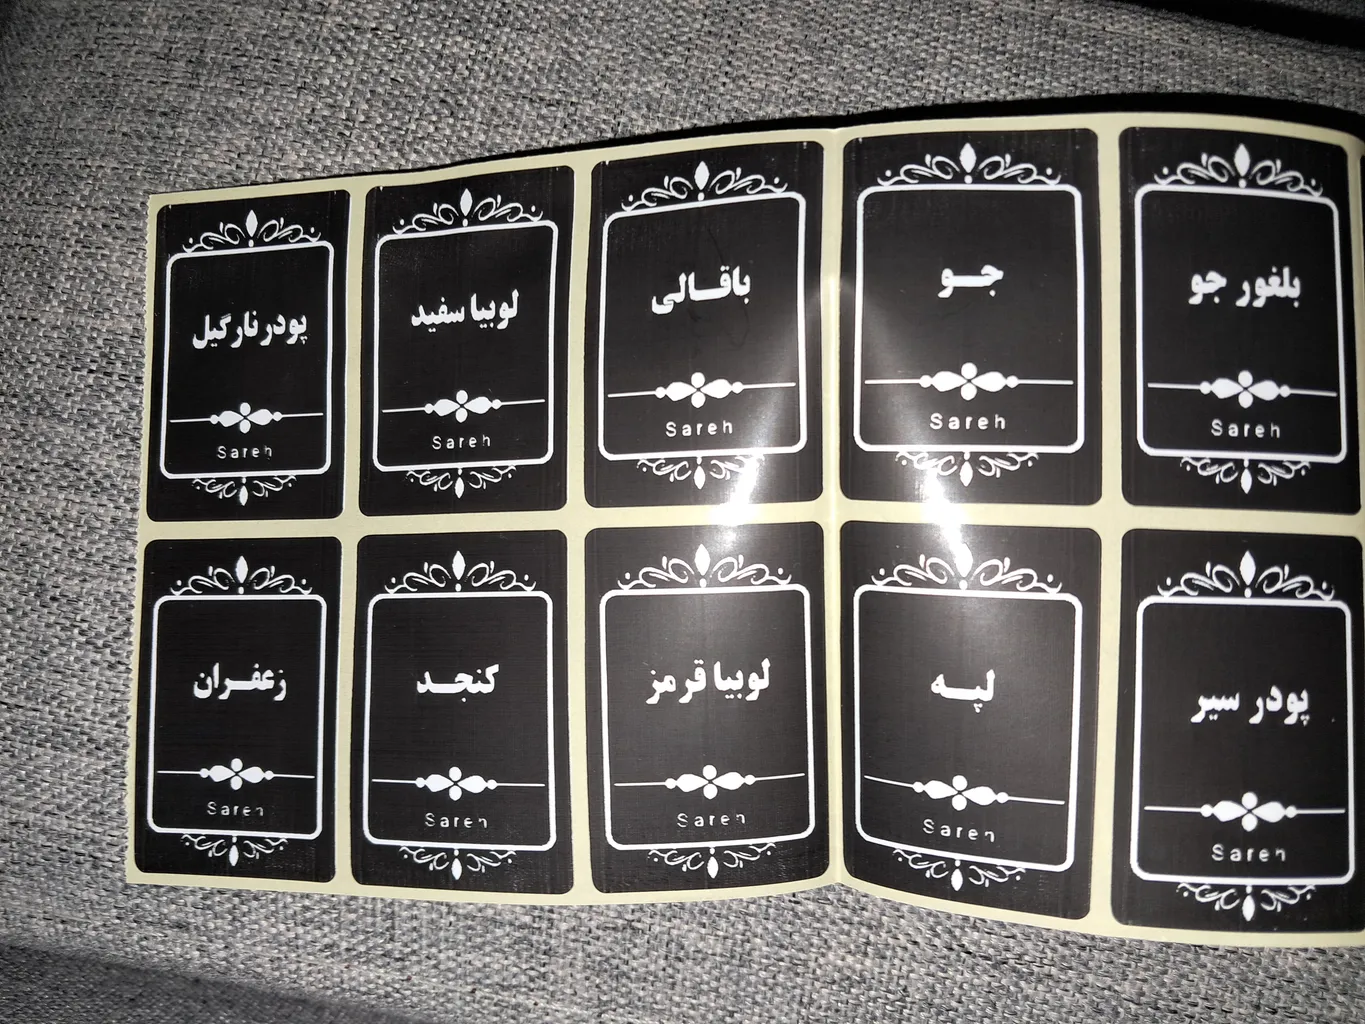 بلغور جو
Sareh
جو
Sareh
باقالی
Sareh
لوبیا سفید
Sareh
پودر نارگیل
Sareh
پودر سیر
Sareh
لپه
Sareh
لوبیا قرمز
Sareh
کنجد
Sareh
زعفران
Sareh